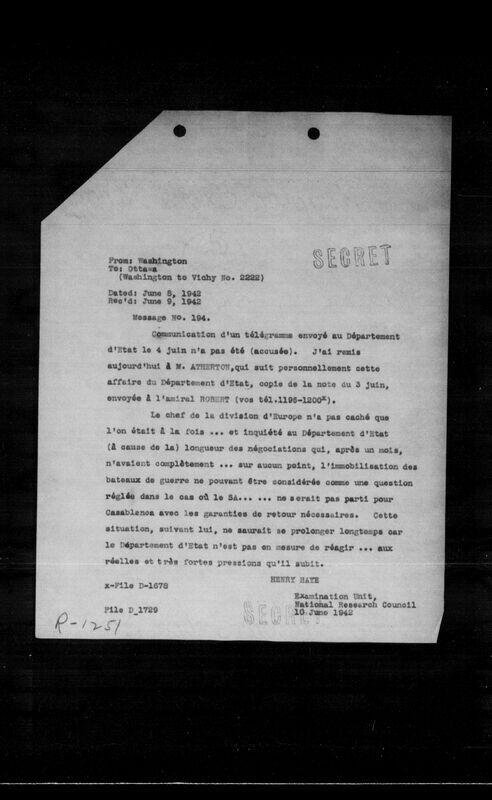 From: Washington
To: Ottawa
(Washington to Vichy No. 2222)
SECRET
Dated: June 8, 1942
Rec'd: June 9, 1942
Message No. 194.
Communication d'un télégramme envoyé au Département
d'Etat le 4 juin n'a pas été (accusée). J'ai remis
aujourd'hui à M. ATHERTON,qui suit personnellement cette
affaire du Département d'Etat, copie de la note du 3 juin,
envoyée à l'amiral ROBERT (vos tél.1196-1200x).
Le chef de la division d'Europe n'a pas caché que
l'on était à la fois ... et inquiété au Département d'Etat
(à cause de la) longueur des négociations qui, après un mois,
n'avaient complètement ... sur aucun point, l'immobilisation des
bateaux de guerre ne pouvant être considérée comme une question
réglée dans le cas où le SA... ... ne serait pas parti pour
Casablanca avec les garanties de retour nécessaires. Cette
situation, suivant lui, ne saurait se prolonger longtemps car
le Département d'Etat n'est pas en mesure de réagir ... aux
réelles et très fortes pressions qu'il subit.
HENRY HAYE
x-File D-1678
Examination Unit,
National Research Council
10 June 1942
File D_1729
SECRET
R-1251